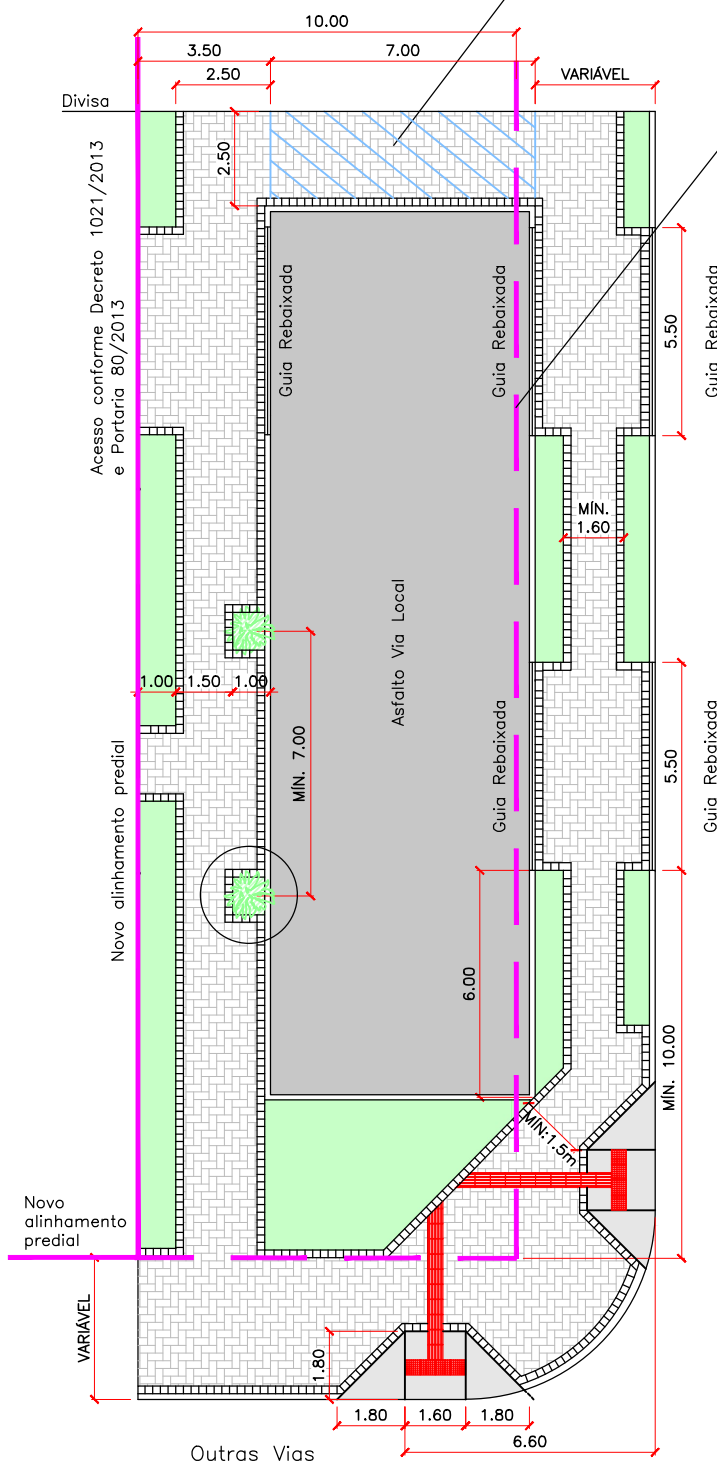 10.00
3.50
7.00
2.50
VARIÁVEL
Divisa
2.50
Acesso conforme Decreto 1021/2013
e Portaria 80/2013
Guia Rebaixada
Guia Rebaixada
5.50
Guia Rebaixada
MÍN.
1.60
Asfalto Via Local
1.00
1.50
1.00
MÍN. 7.00
Novo alinhamento predial
Guia Rebaixada
5.50
Guia Rebaixada
6.00
MÍN. 10.00
MÍN:1.5m
Novo
alinhamento
predial
VARIÁVEL
1.80
1.80
1.60
1.80
6.60
Outras Vias